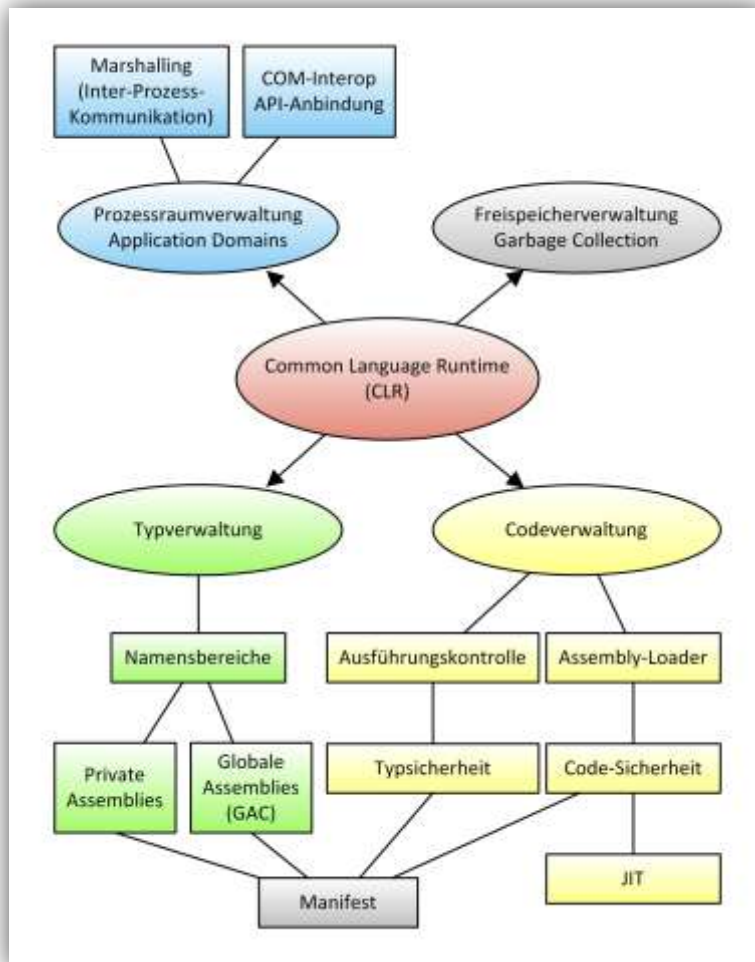 Marshalling
(Inter-Prozess-
Kommunikation)
COM-Interop
API-Anbindung
Prozessraumverwaltung
Application Domains
Freispeicherverwaltung
Garbage Collection
Common Language Runtime
(CLR)
Typverwaltung
Codeverwaltung
Namensbereiche
Ausführungskontrolle
Assembly-Loader
Private
Assemblies
Globale
Assemblies
(GAC)
Typsicherheit
Code-Sicherheit
Manifest
JIT